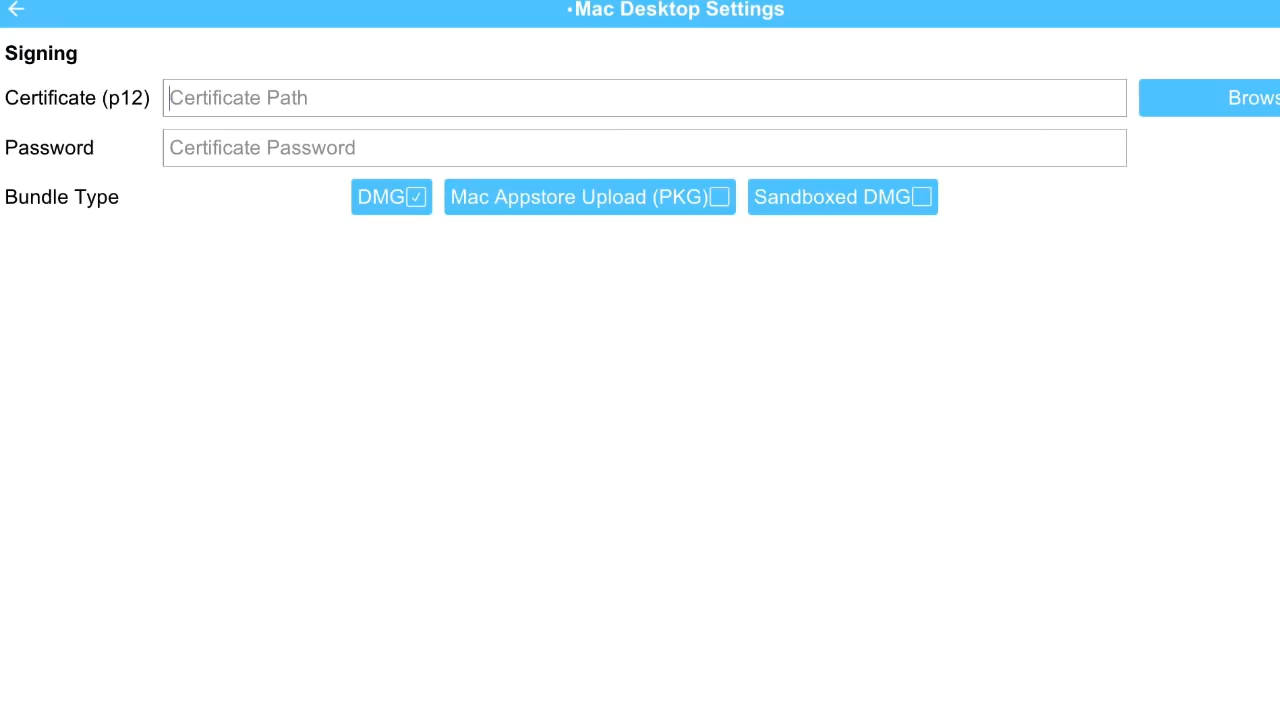 Mac Desktop Settings
Signing
Certificate (p12) Certificate Path Brows
Password Certificate Password
Bundle Type DMG Mac Appstore Upload (PKG) Sandboxed DMG